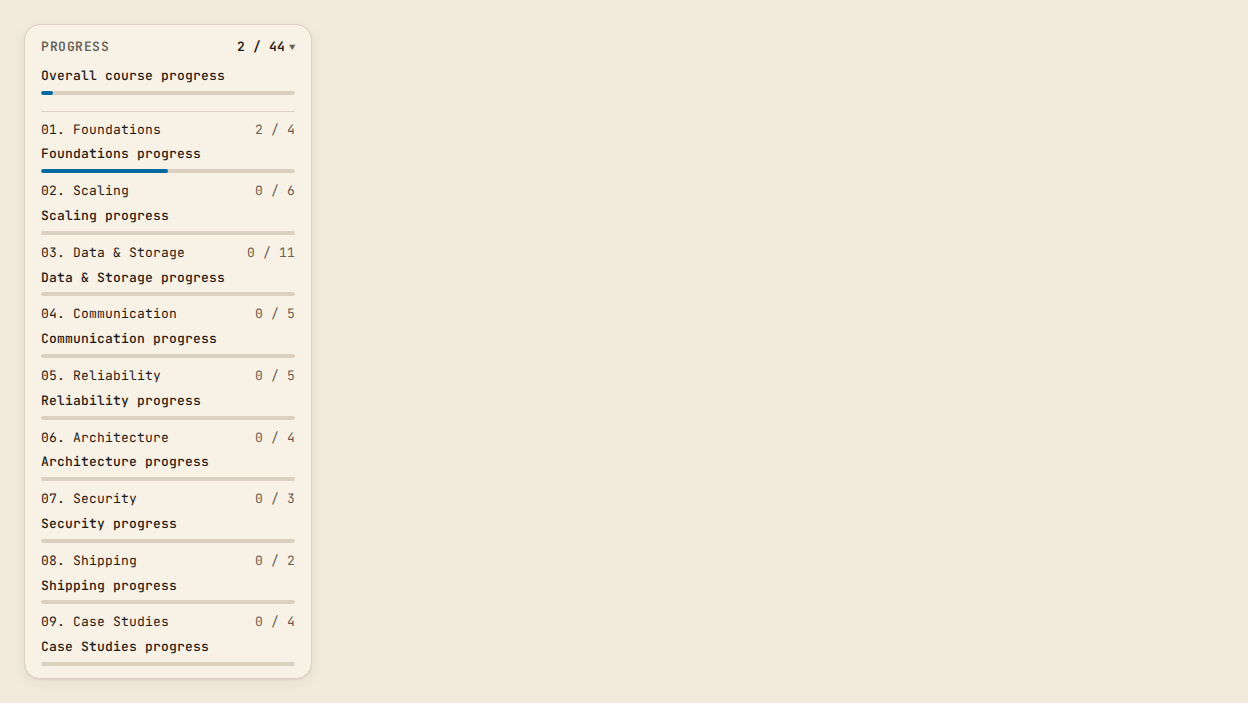 PROGRESS 2 / 44 ▾
Overall course progress
01. Foundations 2 / 4
Foundations progress
02. Scaling 0 / 6
Scaling progress
03. Data & Storage 0 / 11
Data & Storage progress
04. Communication 0 / 5
Communication progress
05. Reliability 0 / 5
Reliability progress
06. Architecture 0 / 4
Architecture progress
07. Security 0 / 3
Security progress
08. Shipping 0 / 2
Shipping progress
09. Case Studies 0 / 4
Case Studies progress